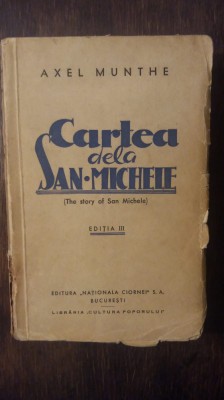 AXEL MUNTHE
Cartea
dela
SAN·MICHELE
(The story of San Michele)
EDIȚIA III
EDITURA „NAȚIONALA CIORNEI” S. A.
BUCUREȘTI
LIBRĂRIA „CULTURA POPORULUI”